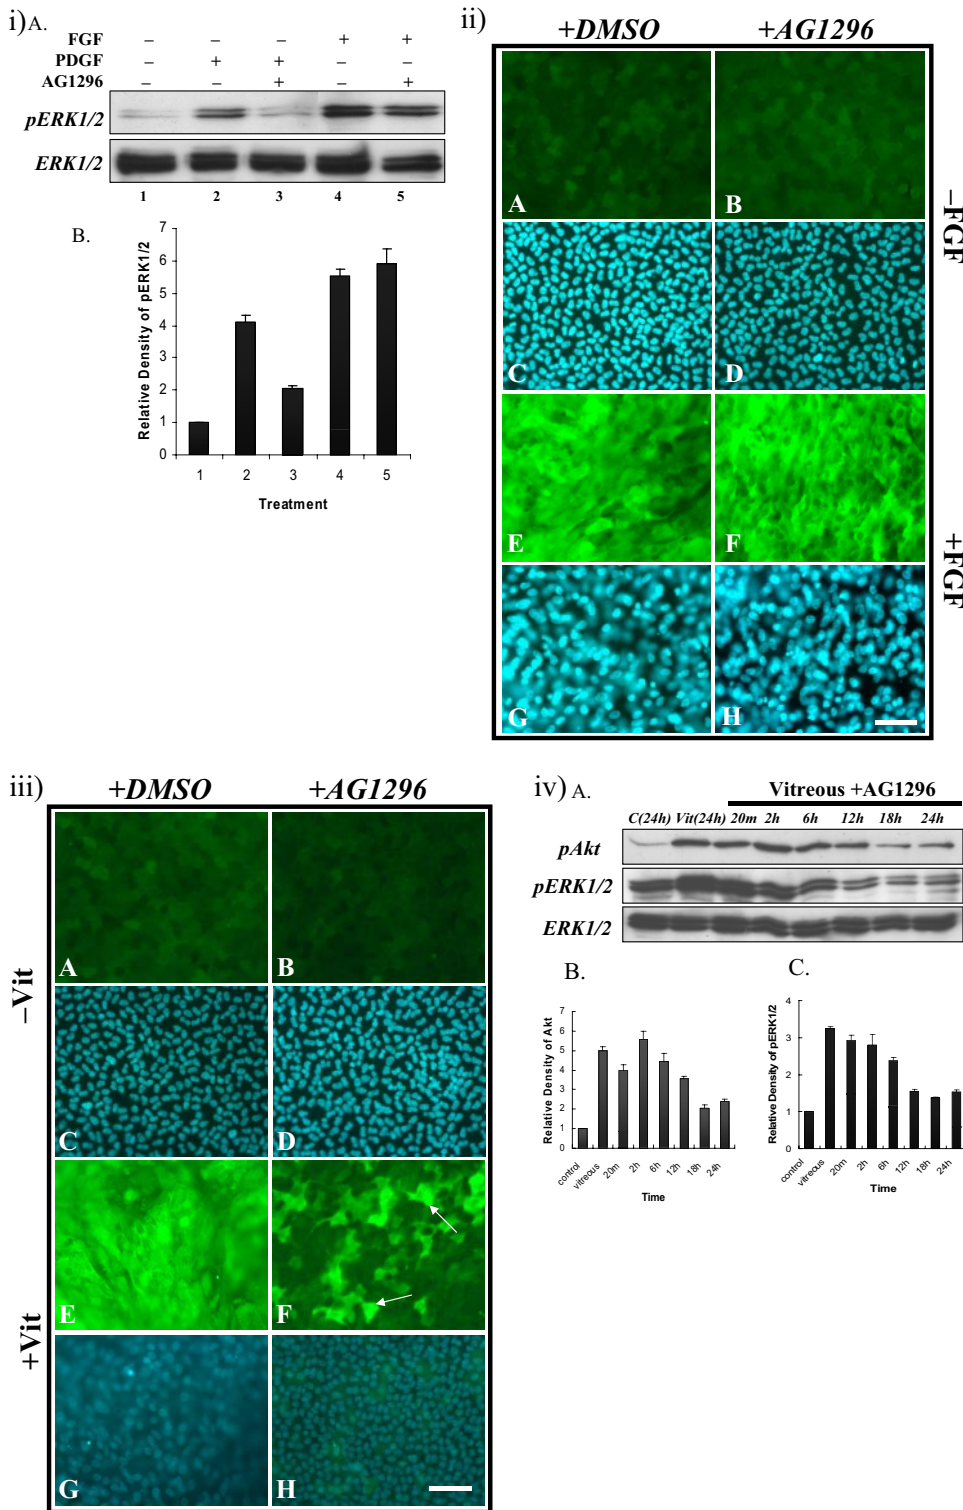 i) A.
FGF – – – + +
PDGF – + + – –
AG1296 – – + – +
pERK1/2
ERK1/2
1 2 3 4 5
B.
Relative Density of pERK1/2
7
6
5
4
3
2
1
0
1 2 3 4 5
Treatment
ii)
+DMSO +AG1296
A B
C D
–FGF
E F
G H
+FGF
iii)
+DMSO +AG1296
A B
C D
–Vit
E F
G H
+Vit
iv) A.
Vitreous +AG1296
C(24h) Vit(24h) 20m 2h 6h 12h 18h 24h
pAkt
pERK1/2
ERK1/2
B.
Relative Density of Akt
7
6
5
4
3
2
1
0
control vitreous 20m 2h 6h 12h 18h 24h
Time
C.
Relative Density of pERK1/2
4
3
2
1
0
control vitreous 20m 2h 6h 12h 18h 24h
Time